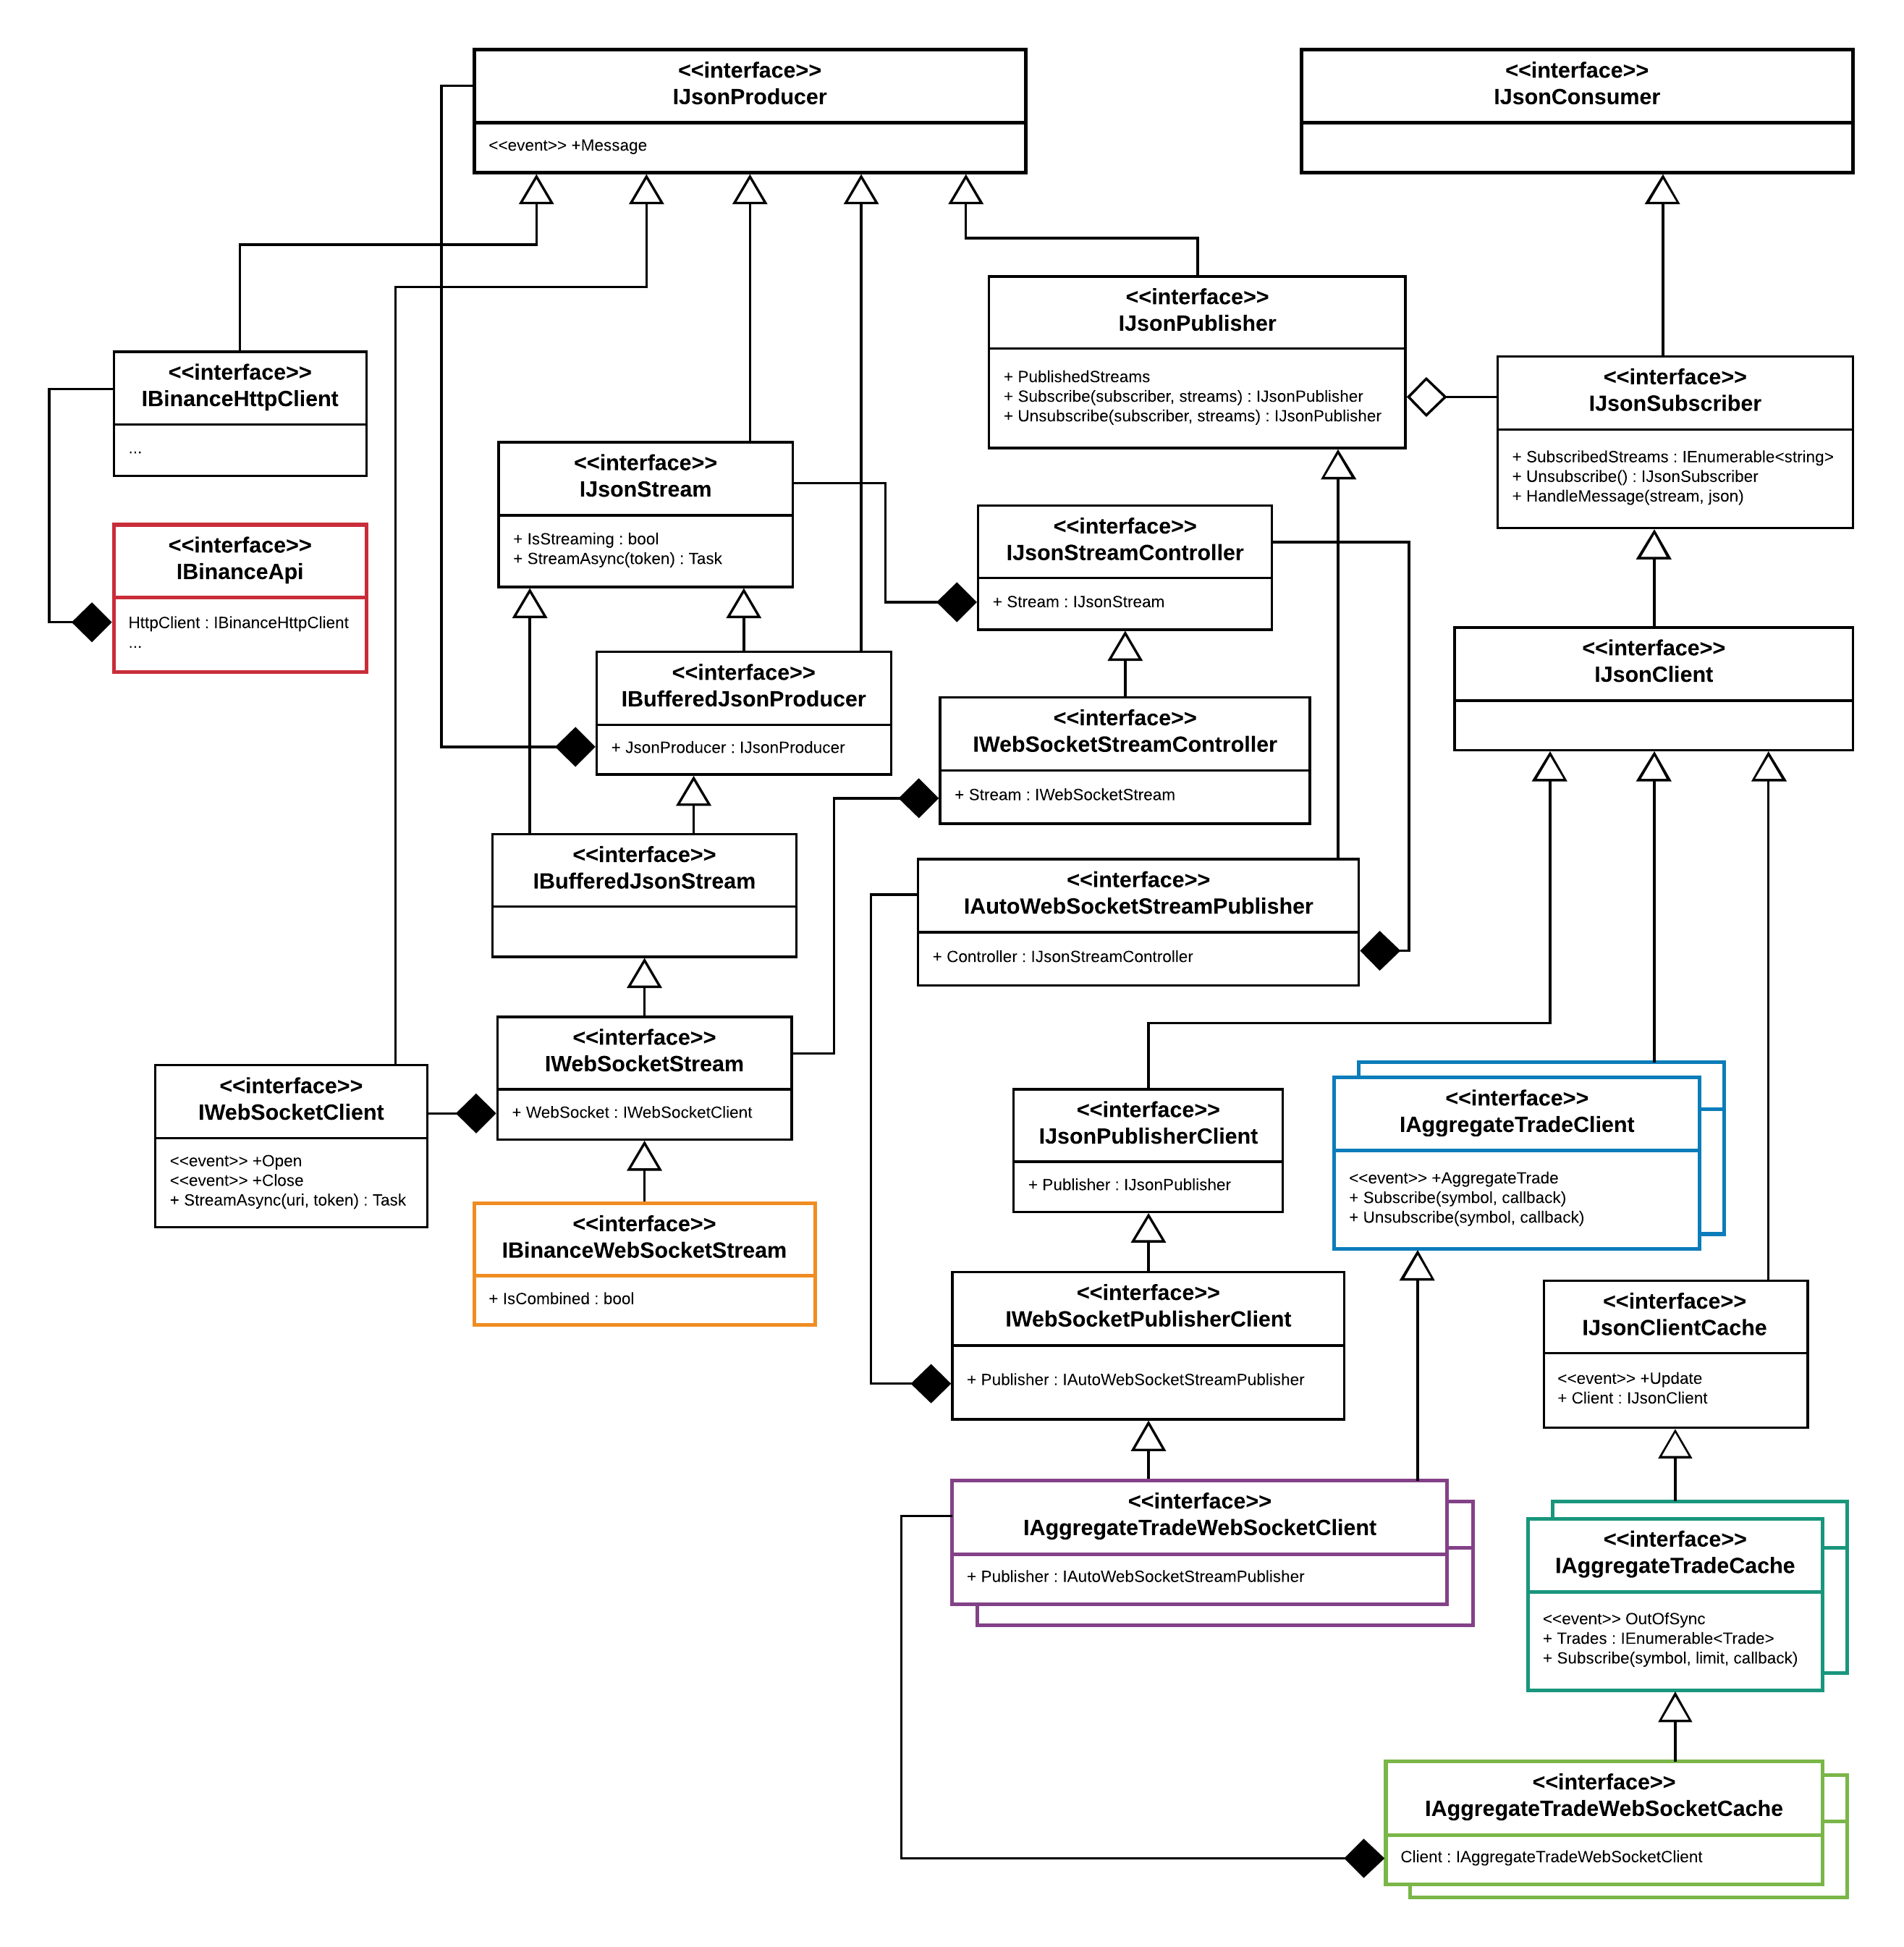 <<interface>>
IJsonProducer
<<event>> +Message
<<interface>>
IJsonConsumer
<<interface>>
IJsonPublisher
+ PublishedStreams
+ Subscribe(subscriber, streams) : IJsonPublisher
+ Unsubscribe(subscriber, streams) : IJsonPublisher
<<interface>>
IBinanceHttpClient
...
<<interface>>
IJsonSubscriber
+ SubscribedStreams : IEnumerable<string>
+ Unsubscribe() : IJsonSubscriber
+ HandleMessage(stream, json)
<<interface>>
IJsonStream
+ IsStreaming : bool
+ StreamAsync(token) : Task
<<interface>>
IJsonStreamController
+ Stream : IJsonStream
<<interface>>
IBinanceApi
HttpClient : IBinanceHttpClient
...
<<interface>>
IJsonClient
<<interface>>
IBufferedJsonProducer
+ JsonProducer : IJsonProducer
<<interface>>
IWebSocketStreamController
+ Stream : IWebSocketStream
<<interface>>
IBufferedJsonStream
<<interface>>
IAutoWebSocketStreamPublisher
+ Controller : IJsonStreamController
<<interface>>
IWebSocketStream
+ WebSocket : IWebSocketClient
<<interface>>
IWebSocketClient
<<event>> +Open
<<event>> +Close
+ StreamAsync(uri, token) : Task
<<interface>>
IJsonPublisherClient
+ Publisher : IJsonPublisher
<<interface>>
IAggregateTradeClient
<<event>> +AggregateTrade
+ Subscribe(symbol, callback)
+ Unsubscribe(symbol, callback)
<<interface>>
IBinanceWebSocketStream
+ IsCombined : bool
<<interface>>
IWebSocketPublisherClient
+ Publisher : IAutoWebSocketStreamPublisher
<<interface>>
IJsonClientCache
<<event>> +Update
+ Client : IJsonClient
<<interface>>
IAggregateTradeWebSocketClient
+ Publisher : IAutoWebSocketStreamPublisher
<<interface>>
IAggregateTradeCache
<<event>> OutOfSync
+ Trades : IEnumerable<Trade>
+ Subscribe(symbol, limit, callback)
<<interface>>
IAggregateTradeWebSocketCache
Client : IAggregateTradeWebSocketClient